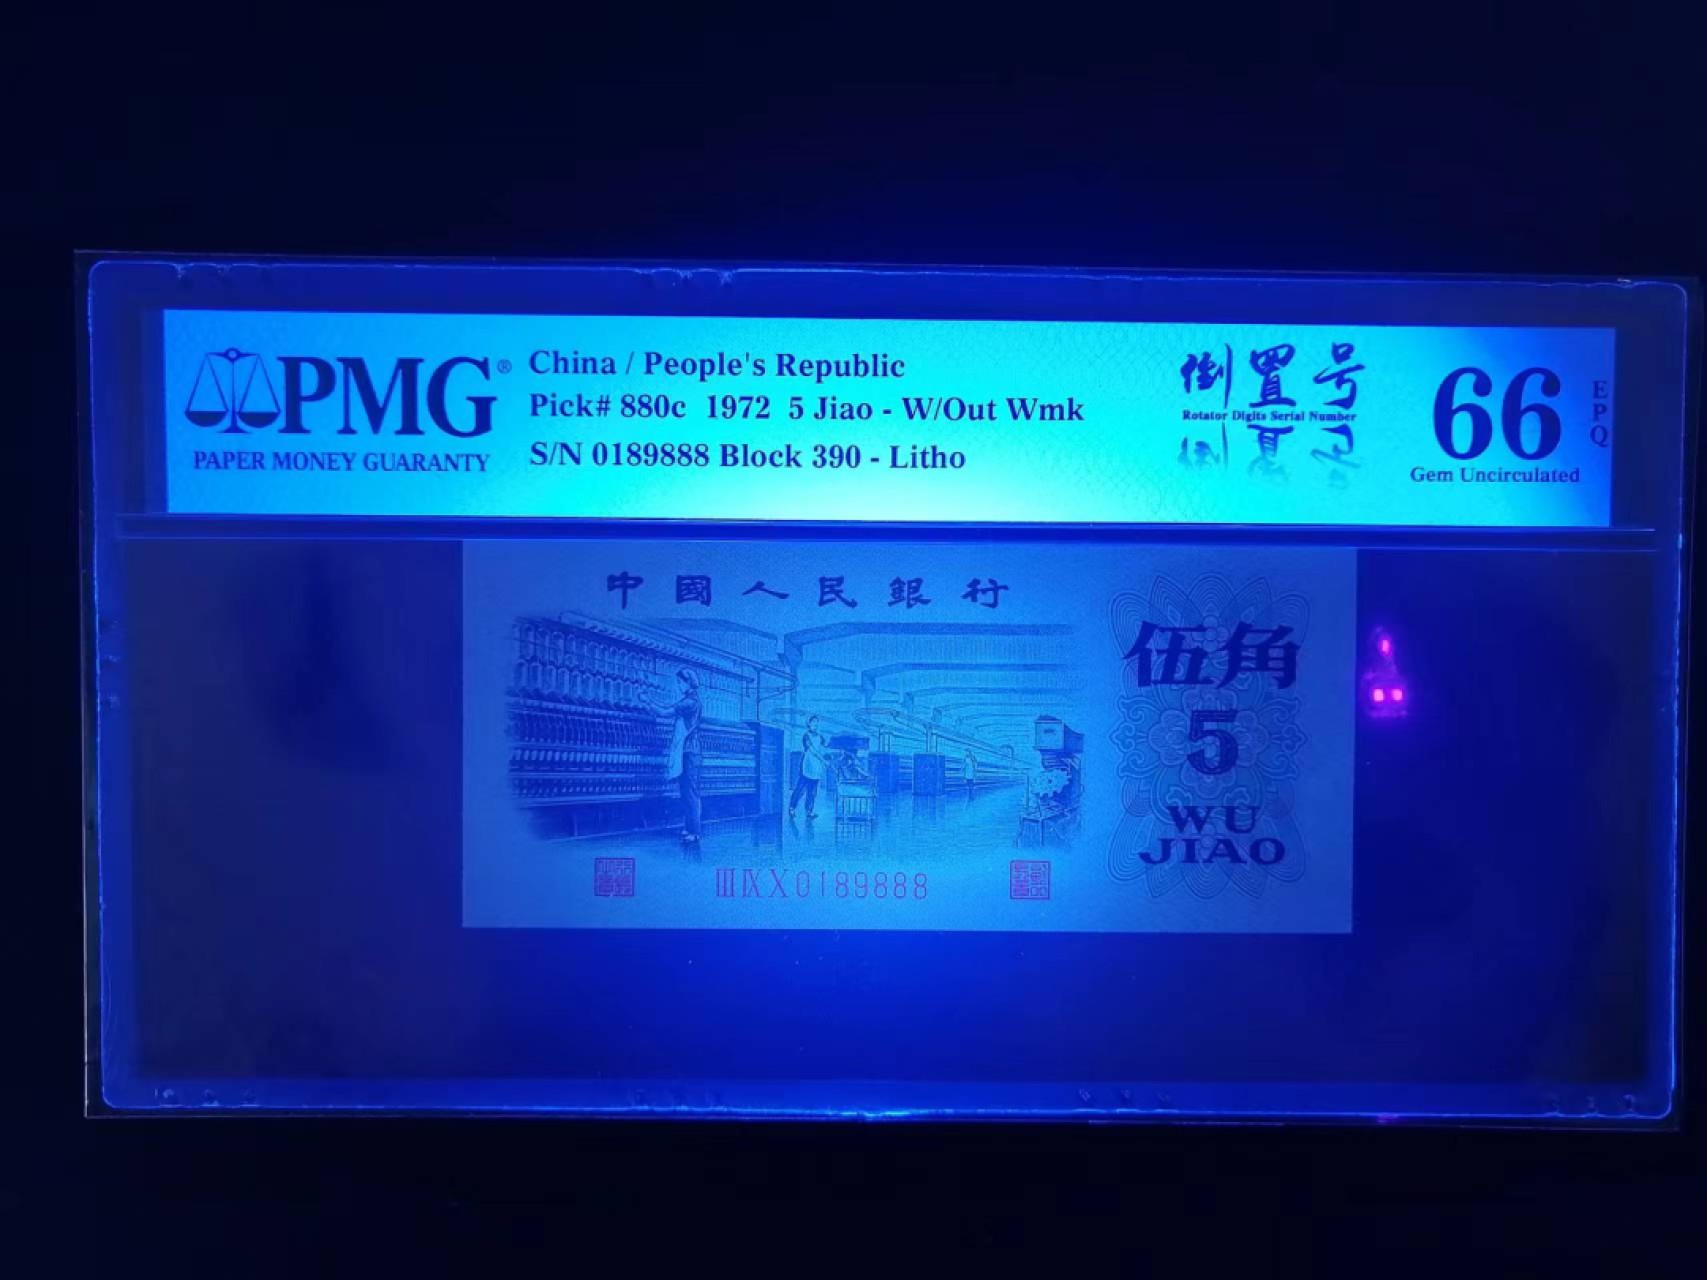 PMG®
PAPER MONEY GUARANTY
China / People's Republic
Pick# 880c 1972 5 Jiao - W/Out Wmk
S/N 0189888 Block 390 - Litho
倒置号
Rotator Digits Serial Number
66
EPQ
Gem Uncirculated
中國人民銀行
伍角
5
WU
JIAO
ⅢⅨⅩ0189888